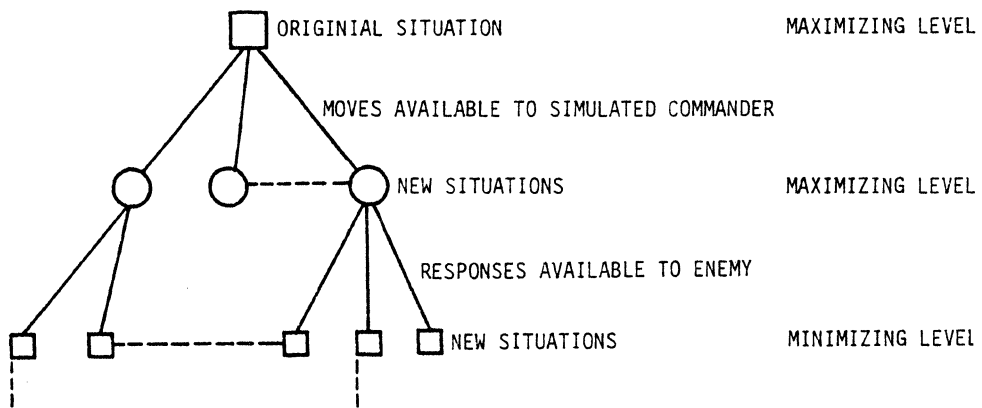 ORIGINIAL SITUATION MAXIMIZING LEVEL
MOVES AVAILABLE TO SIMULATED COMMANDER
NEW SITUATIONS MAXIMIZING LEVEL
RESPONSES AVAILABLE TO ENEMY
NEW SITUATIONS MINIMIZING LEVEL